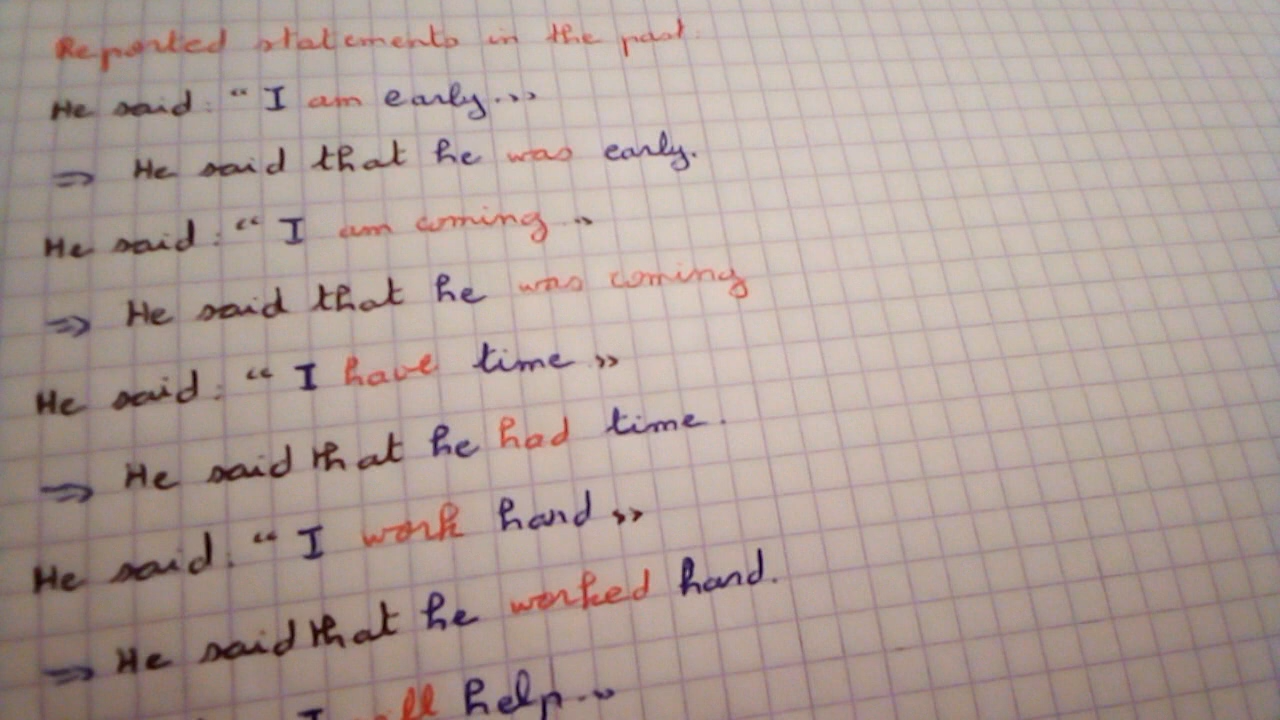 Reported statements in the past.
He said: “ I am early. ››
⇒ He said that he was early.
He said: “ I am coming ››
⇒ He said that he was coming
He said: “ I have time ››
⇒ He said that he had time.
He said: “ I work hard ››
⇒ He said that he worked hard.
I help. ››